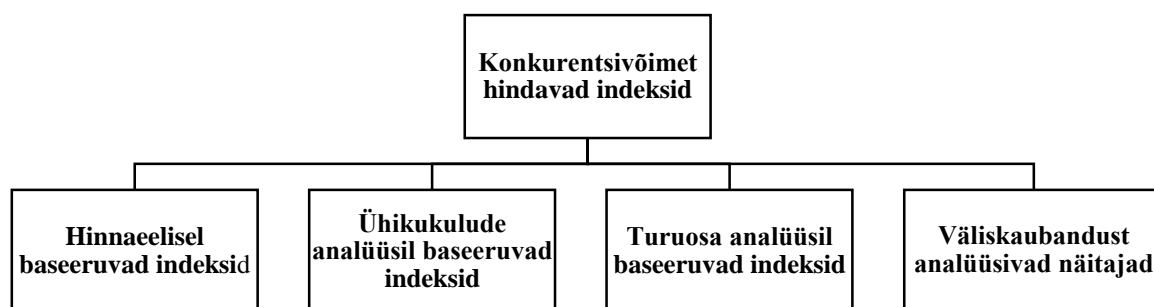 Konkurentsivõimet
hindavad indeksid
Hinnaeelisel
baseeruvad indeksid
Ühikukulude
analüüsil baseeruvad
indeksid
Turuosa analüüsil
baseeruvad indeksid
Väliskaubandust
analüüsivad näitajad